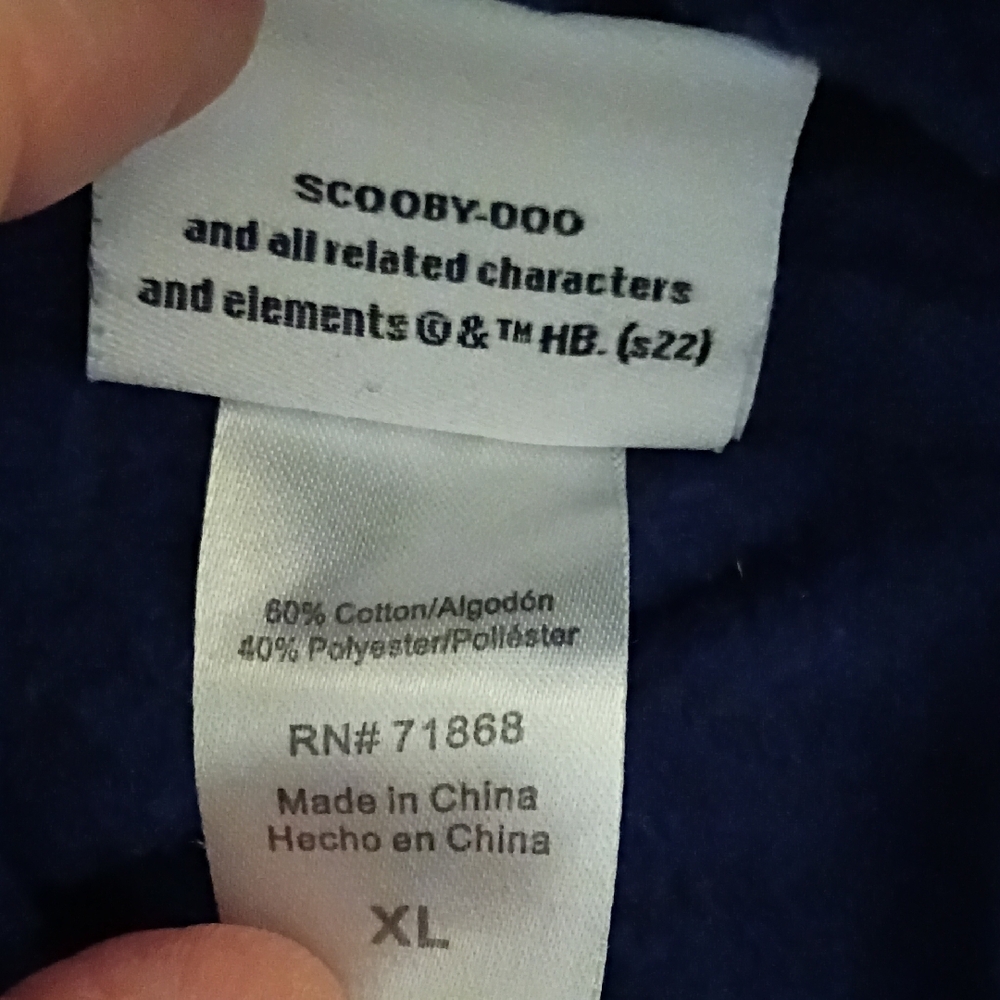 SCOOBY-DOO
and all related characters
and elements © & ™ HB. (s22)
60% Cotton/Algodón
40% Polyester/Poliéster
RN# 71868
Made in China
Hecho en China
XL